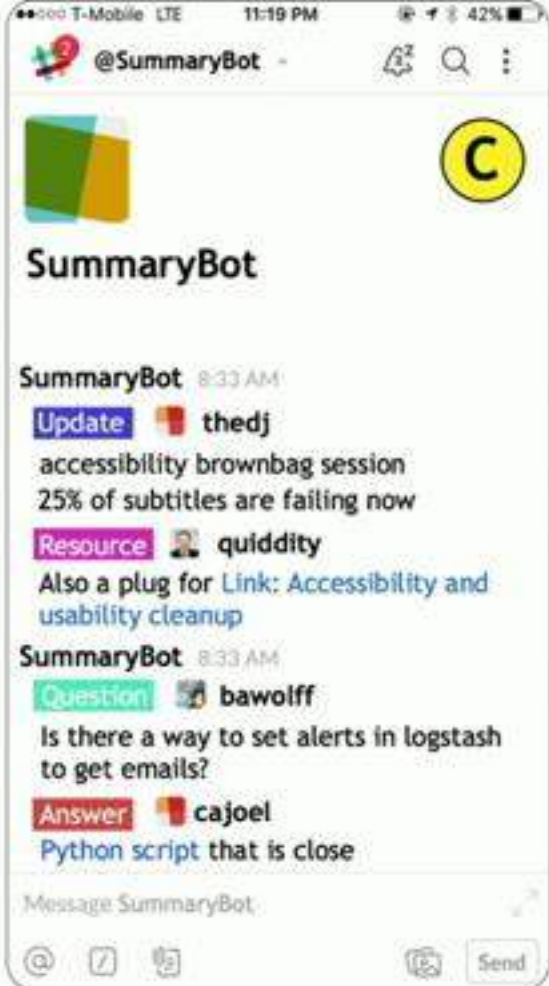 T-Mobile LTE 11:19 PM 42%
2
@SummaryBot
C
SummaryBot
SummaryBot 8:33 AM
Update thedj
accessibility brownbag session
25% of subtitles are failing now
Resource quiddity
Also a plug for Link: Accessibility and
usability cleanup
SummaryBot 8:33 AM
Question bawolff
Is there a way to set alerts in logstash
to get emails?
Answer cajoel
Python script that is close
Message SummaryBot
@ / Send